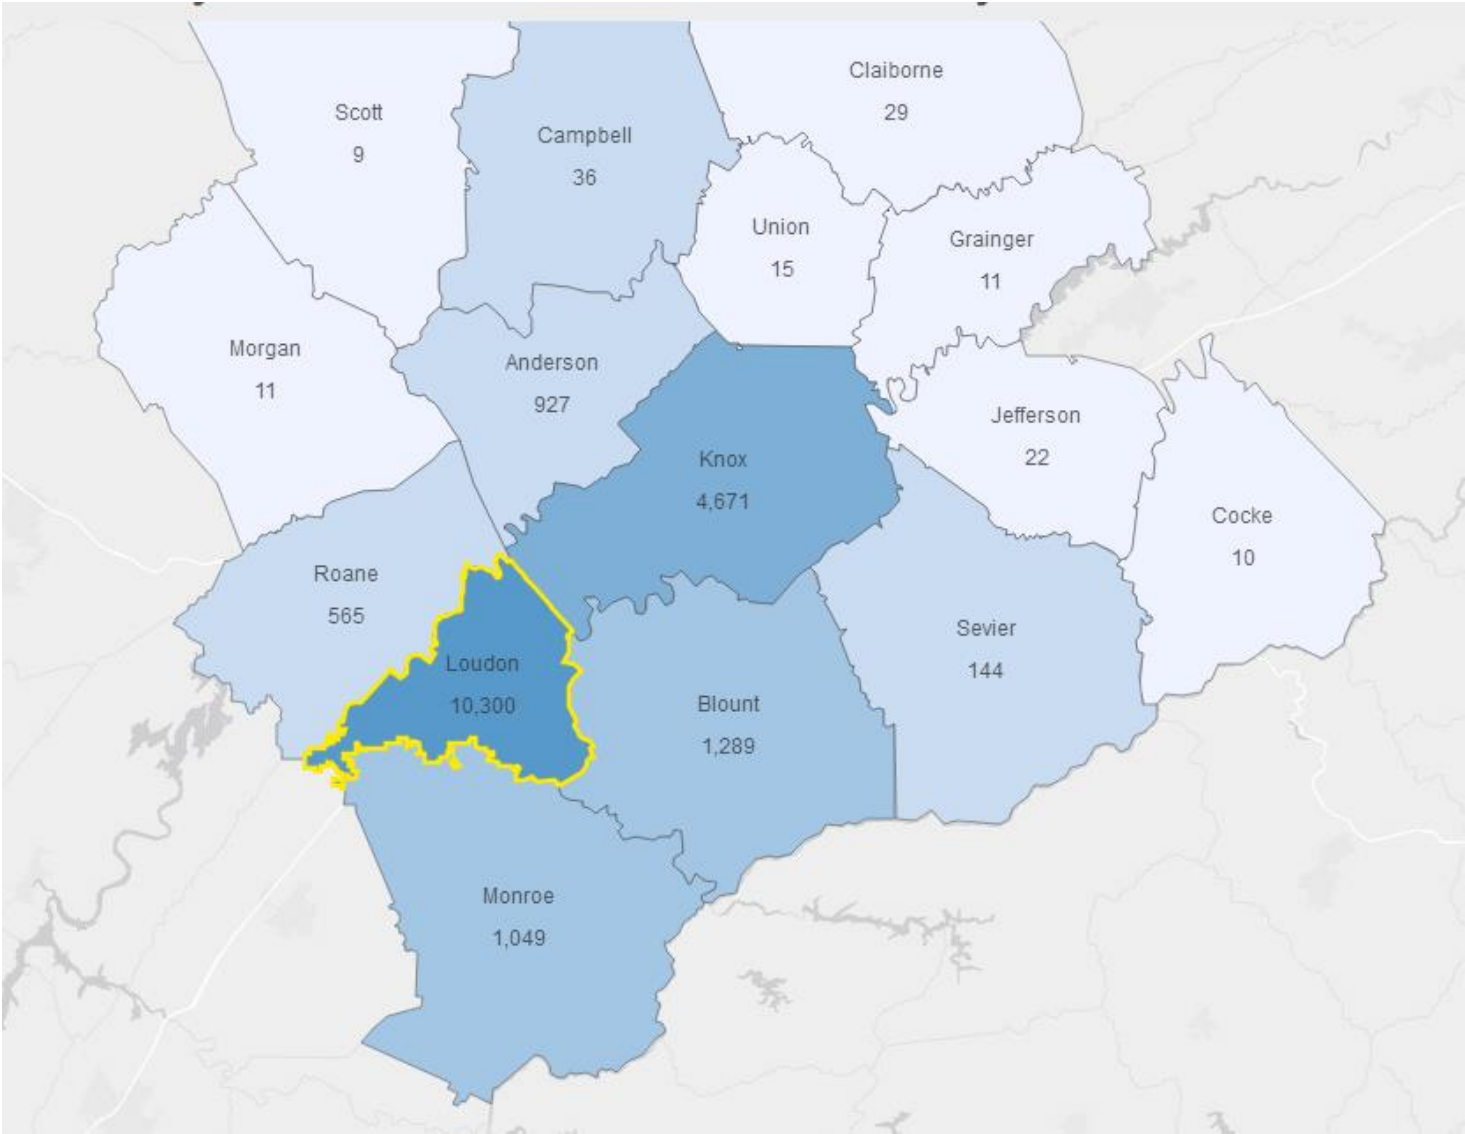 Claiborne
29
Scott
9
Campbell
36
Union
15
Grainger
11
Morgan
11
Anderson
927
Jefferson
22
Knox
4,671
Cocke
10
Roane
565
Sevier
144
Loudon
10,300
Blount
1,289
Monroe
1,049